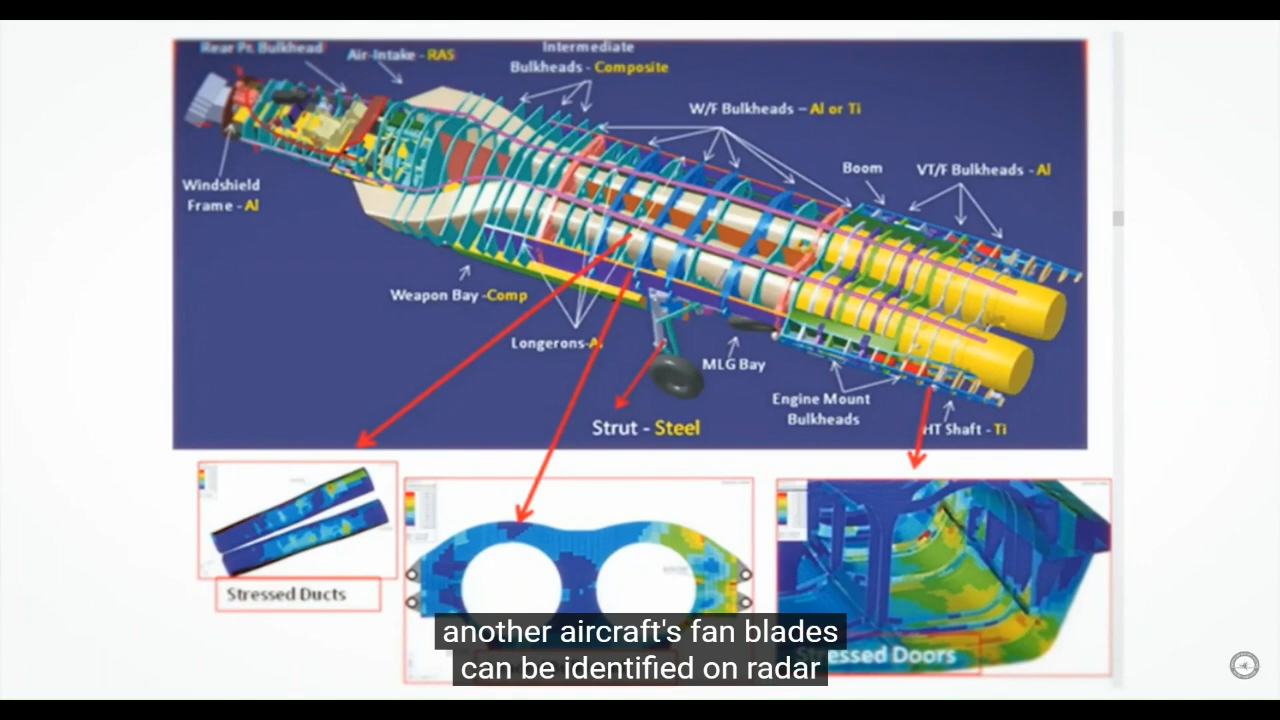 Rear Pr. Bulkhead
Air-Intake - RAS
Intermediate
Bulkheads - Composite
W/F Bulkheads – Al or Ti
Boom
VT/F Bulkheads - Al
Windshield
Frame - Al
Weapon Bay -Comp
Longerons-Al
MLG Bay
Engine Mount
Bulkheads
Strut - Steel
HT Shaft - Ti
Stressed Ducts
Stressed Doors
another aircraft's fan blades
can be identified on radar